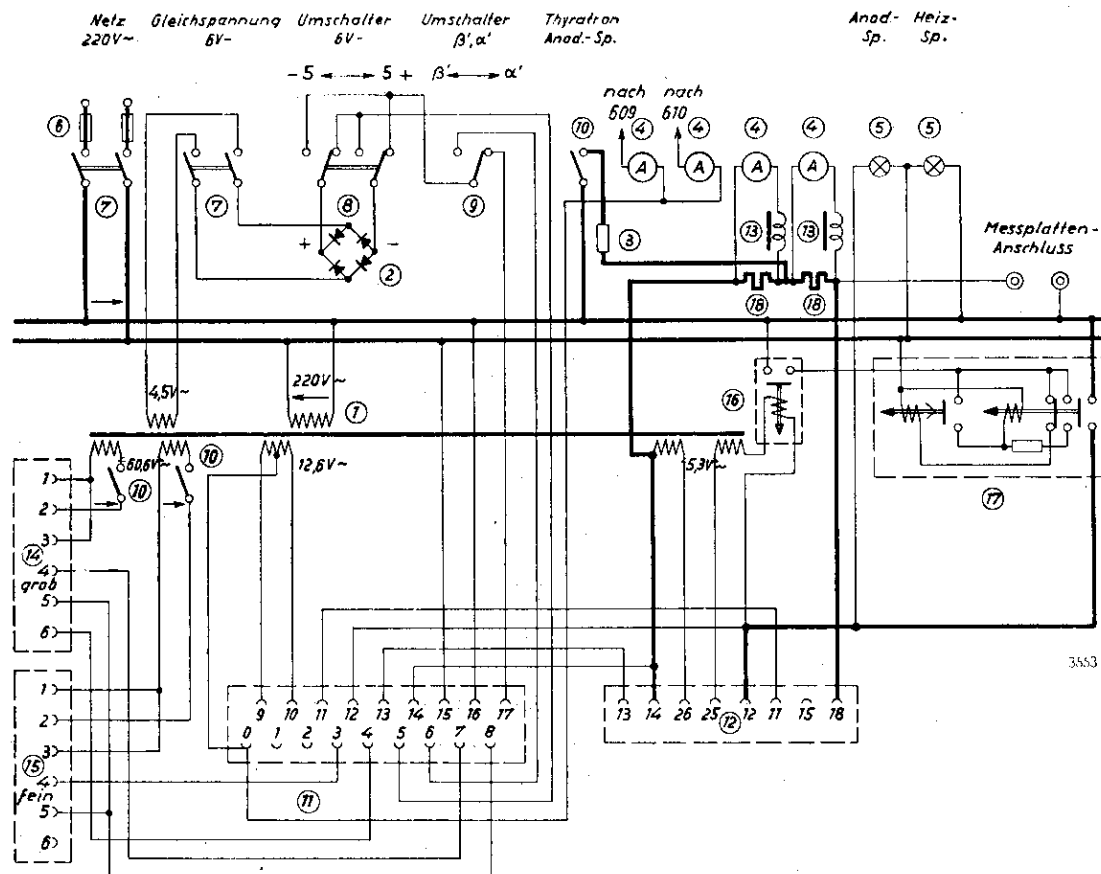 Netz Gleichspannung Umschalter Umschalter Thyratron Anod.- Heiz-
220V~ 6V- 6V- β',α' Anod.-Sp. Sp. Sp.
- 5 5 + β' α'
nach nach
609 610
6 10 4 4 4 4 5 5
A A A A
7 7 8 9 3 13 13 Messplatten-
+ - Anschluss
2
18 18
4,5V~ 220V~ 1 16
60,6V~ 10 12,6V~ 5,3V~
10 17
1
2
3
14
4
grob
5
6
3553
1
2
3
15
4
fein
5
6
9 10 11 12 13 14 15 16 17
0 1 2 3 4 5 6 7 8
11
13 14 26 25 12 11 15 18
12